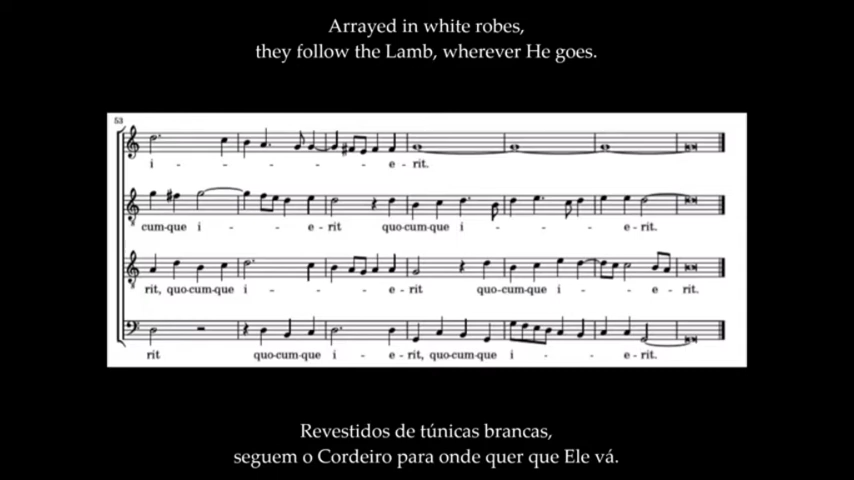 Arrayed in white robes,
they follow the Lamb, wherever He goes.
53
i - - - - e - rit.
cum-que i - - e - rit quo-cum-que i - - e - rit.
rit, quo-cum-que i - - - e - rit quo-cum-que i - - e - rit.
rit quo-cum-que i - e - rit, quo-cum-que i - - e - rit.
Revestidos de túnicas brancas,
seguem o Cordeiro para onde quer que Ele vá.